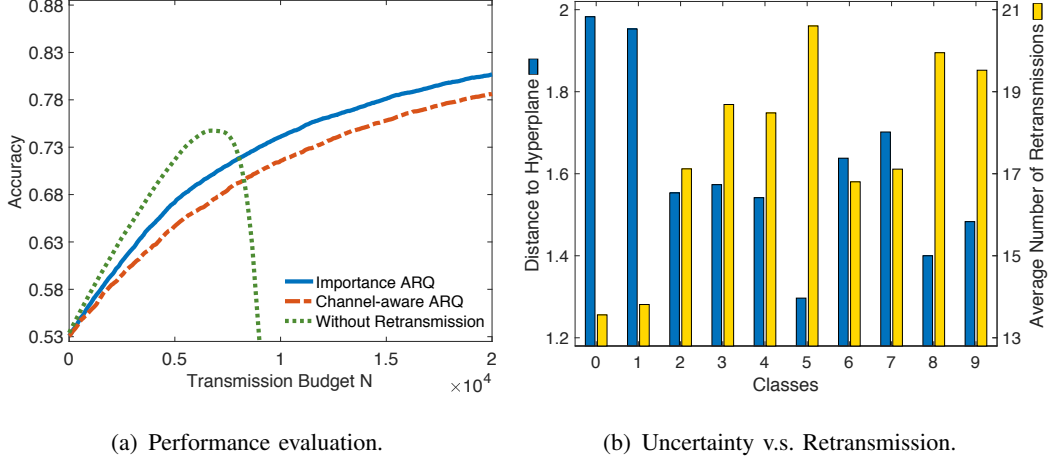 0.88
0.83
0.78
0.73
0.68
0.63
0.58
0.53
Accuracy
0
0.5
1
1.5
2
Transmission Budget N
×10⁴
Importance ARQ
Channel-aware ARQ
Without Retransmission
(a) Performance evaluation.
2
1.8
1.6
1.4
1.2
Distance to Hyperplane
21
19
17
15
13
Average Number of Retransmissions
0 1 2 3 4 5 6 7 8 9
Classes
(b) Uncertainty v.s. Retransmission.